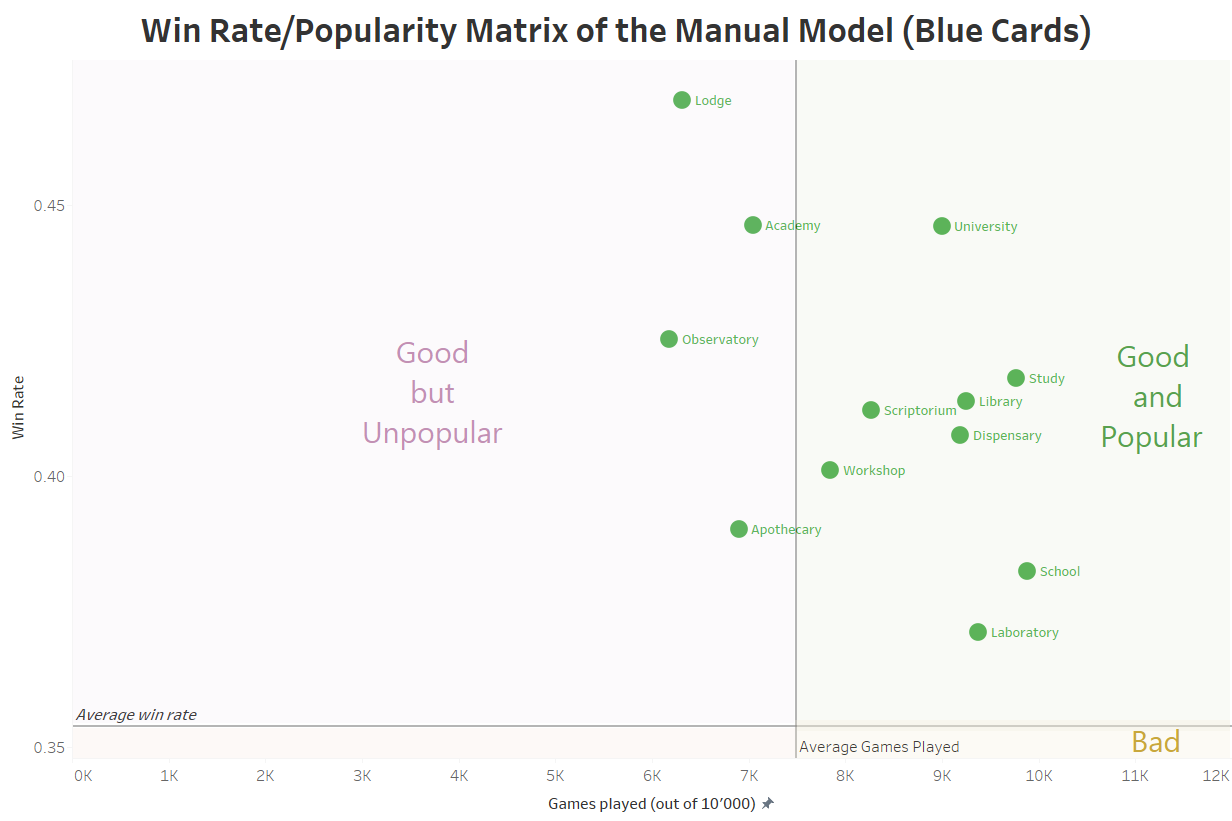 Win Rate/Popularity Matrix of the Manual Model (Blue Cards)
Lodge
0.45
Academy
University
Observatory
Good
but
Unpopular
Good
and
Popular
Study
Library
Scriptorium
Dispensary
Win Rate
0.40
Workshop
Apothecary
School
Laboratory
Average win rate
0.35
Average Games Played
Bad
0K 1K 2K 3K 4K 5K 6K 7K 8K 9K 10K 11K 12K
Games played (out of 10’000)